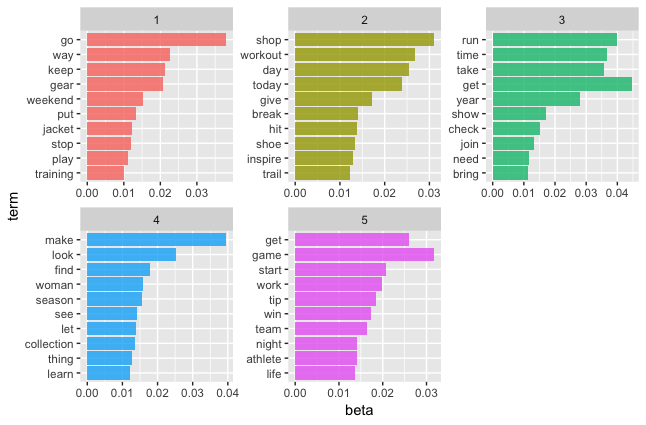 1
go
way
keep
gear
weekend
put
jacket
stop
play
training
0.00 0.01 0.02 0.03
2
shop
workout
day
today
give
break
hit
shoe
inspire
trail
0.00 0.01 0.02 0.03
3
run
time
take
get
year
show
check
join
need
bring
0.00 0.01 0.02 0.03 0.04
term
4
make
look
find
woman
season
see
let
collection
thing
learn
0.00 0.01 0.02 0.03 0.04
5
get
game
start
work
tip
win
team
night
athlete
life
0.00 0.01 0.02 0.03
beta